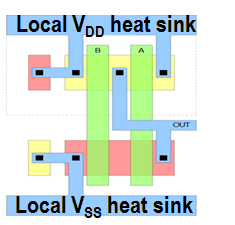 Local VDD heat sink
B A
OUT
Local VSS heat sink